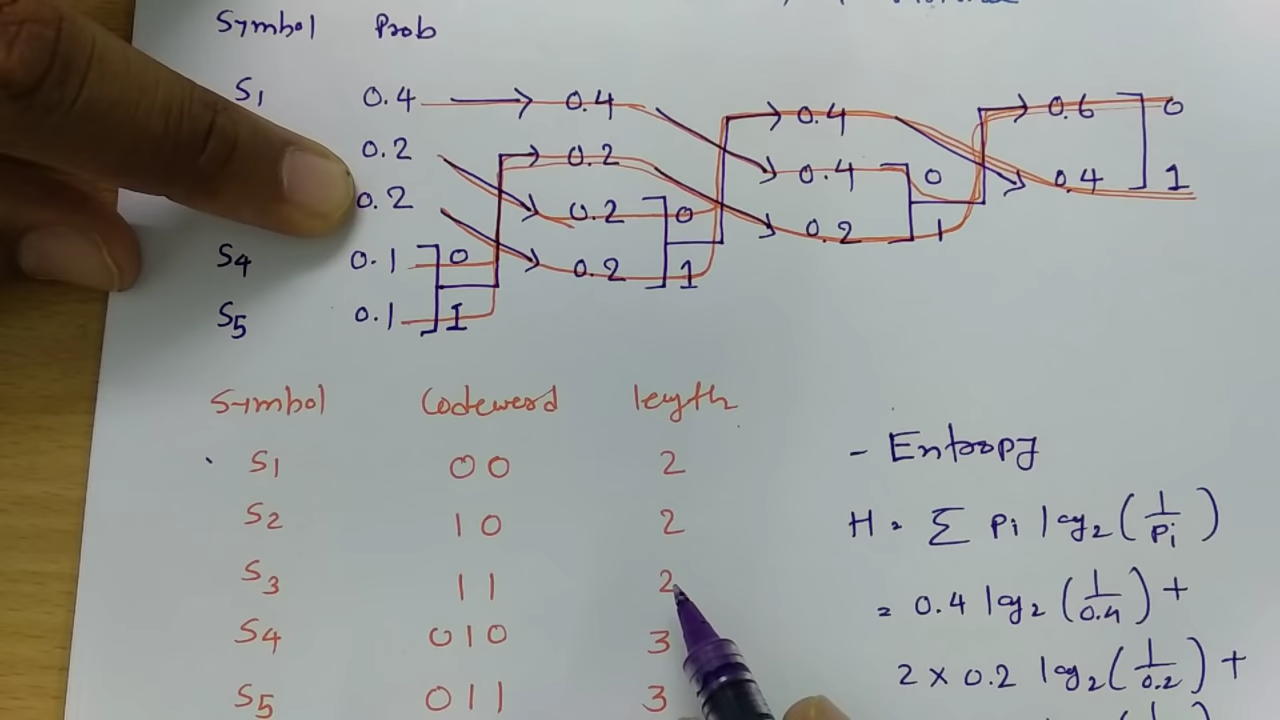 Symbol Prob
S1 0.4 0.4 0.4 0.6 0
0.2 0.2 0.4 0 0.4 1
0.2 0.2 0 0.2 1
S4 0.1 0 0.2 1
S5 0.1 1
Symbol Codeword length
S1 00 2
S2 10 2
S3 11 2
S4 010 3
S5 011 3
- Entropy
H = Σ Pi log2 (1/Pi)
= 0.4 log2 (1/0.4) +
2 × 0.2 log2 (1/0.2) +